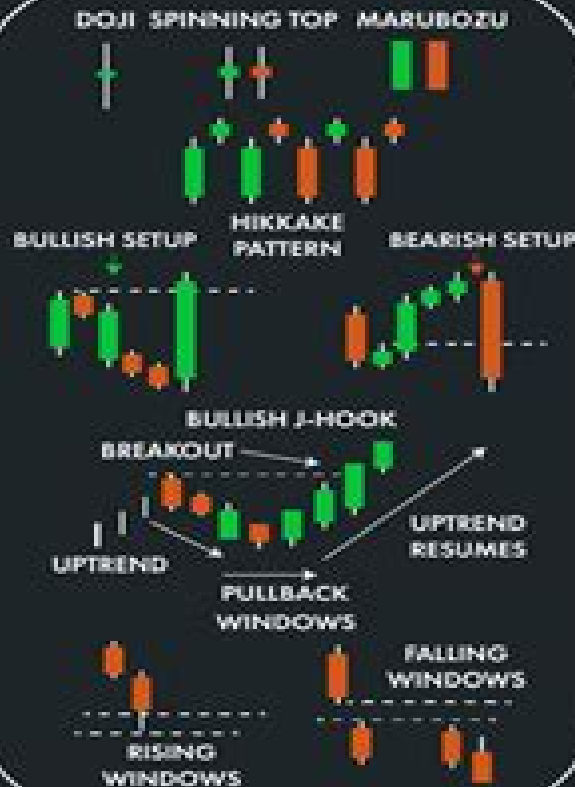 DOJI SPINNING TOP MARUBOZU
HIKKAKE
PATTERN
BULLISH SETUP
BEARISH SETUP
BULLISH J-HOOK
BREAKOUT
UPTREND
RESUMES
UPTREND
PULLBACK
WINDOWS
FALLING
WINDOWS
RISING
WINDOWS